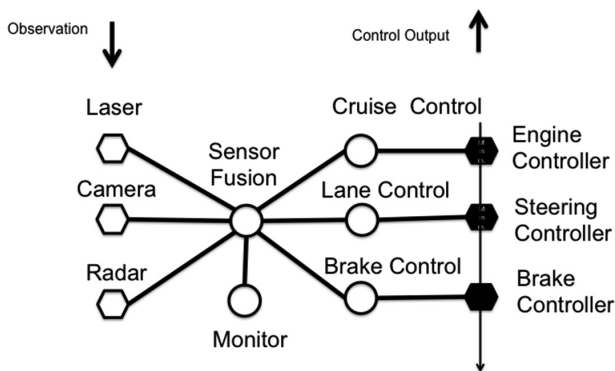 Observation
Control Output
Laser
Cruise Control
Engine
Controller
Sensor
Fusion
Camera
Lane Control
Steering
Controller
Radar
Brake Control
Brake
Controller
Monitor